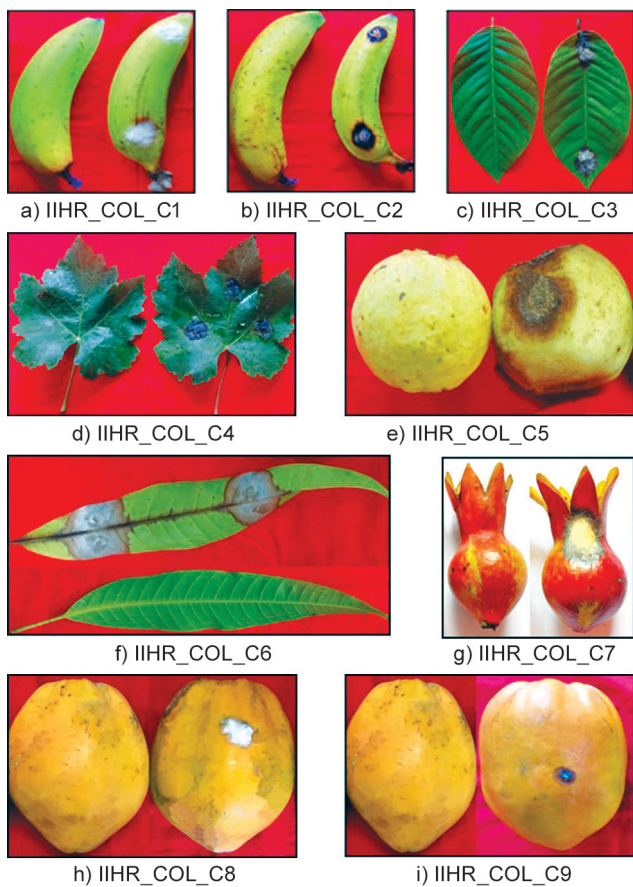 a) IIHR_COL_C1
b) IIHR_COL_C2
c) IIHR_COL_C3
d) IIHR_COL_C4
e) IIHR_COL_C5
f) IIHR_COL_C6
g) IIHR_COL_C7
h) IIHR_COL_C8
i) IIHR_COL_C9